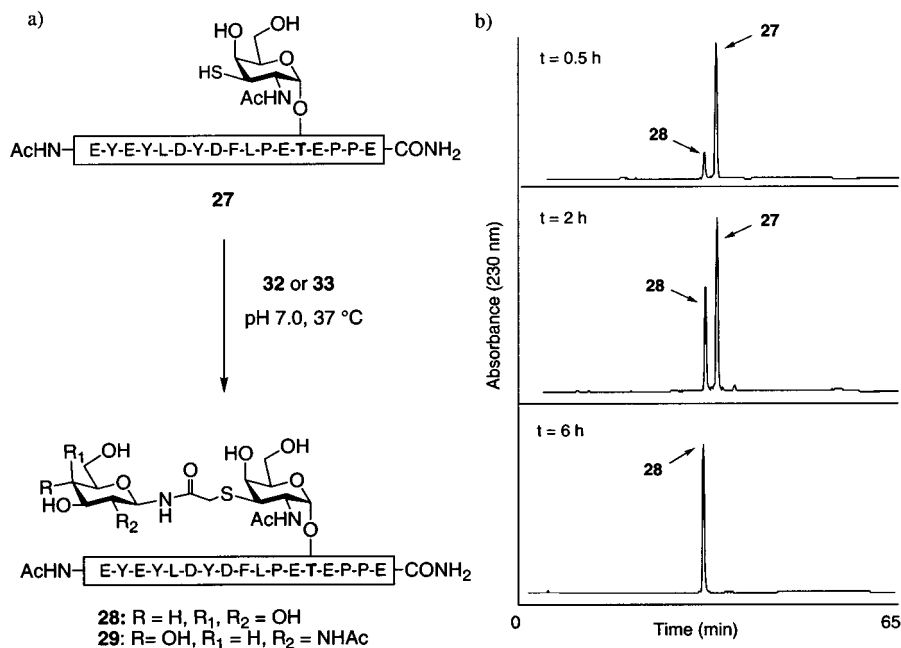 a)
HO OH
O
HS
AcHN
O
AcHN E-Y-E-Y-L-D-Y-D-F-L-P-E-T-E-P-P-E CONH₂
27
32 or 33
pH 7.0, 37 °C
R₁ OH
R
O
HO
R₂
N
H
O
S
HO OH
O
AcHN
O
AcHN E-Y-E-Y-L-D-Y-D-F-L-P-E-T-E-P-P-E CONH₂
28: R = H, R₁, R₂ = OH
29: R= OH, R₁ = H, R₂ = NHAc
b)
t = 0.5 h
27
28
t = 2 h
27
28
t = 6 h
28
Absorbance (230 nm)
0
65
Time (min)